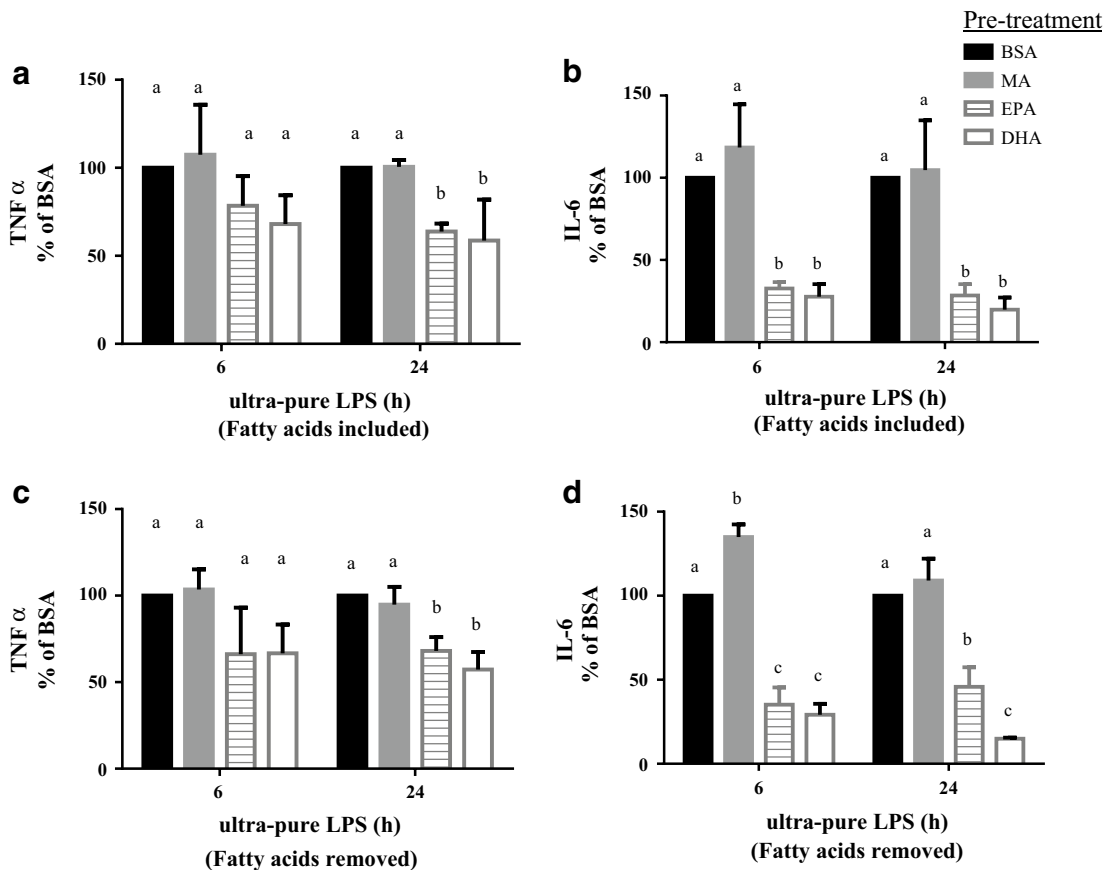 Pre-treatment
BSA
MA
EPA
DHA
a
TNF α
% of BSA
150
100
50
0
a a a a a a b b
6 24
ultra-pure LPS (h)
(Fatty acids included)
b
IL-6
% of BSA
150
100
50
0
a a b b a a b b
6 24
ultra-pure LPS (h)
(Fatty acids included)
c
TNF α
% of BSA
150
100
50
0
a a a a a a b b
6 24
ultra-pure LPS (h)
(Fatty acids removed)
d
IL-6
% of BSA
150
100
50
0
a b c c a a b c
6 24
ultra-pure LPS (h)
(Fatty acids removed)